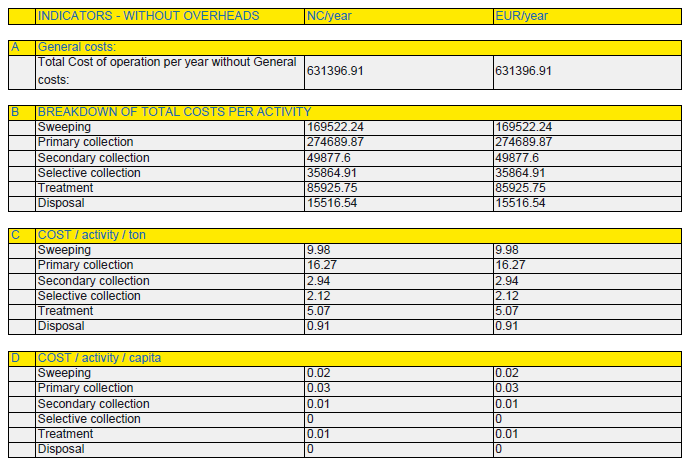 INDICATORS - WITHOUT OVERHEADS NC/year EUR/year
A General costs:
Total Cost of operation per year without General
costs: 631396.91 631396.91
B BREAKDOWN OF TOTAL COSTS PER ACTIVITY
Sweeping 169522.24 169522.24
Primary collection 274689.87 274689.87
Secondary collection 49877.6 49877.6
Selective collection 35864.91 35864.91
Treatment 85925.75 85925.75
Disposal 15516.54 15516.54
C COST / activity / ton
Sweeping 9.98 9.98
Primary collection 16.27 16.27
Secondary collection 2.94 2.94
Selective collection 2.12 2.12
Treatment 5.07 5.07
Disposal 0.91 0.91
D COST / activity / capita
Sweeping 0.02 0.02
Primary collection 0.03 0.03
Secondary collection 0.01 0.01
Selective collection 0 0
Treatment 0.01 0.01
Disposal 0 0